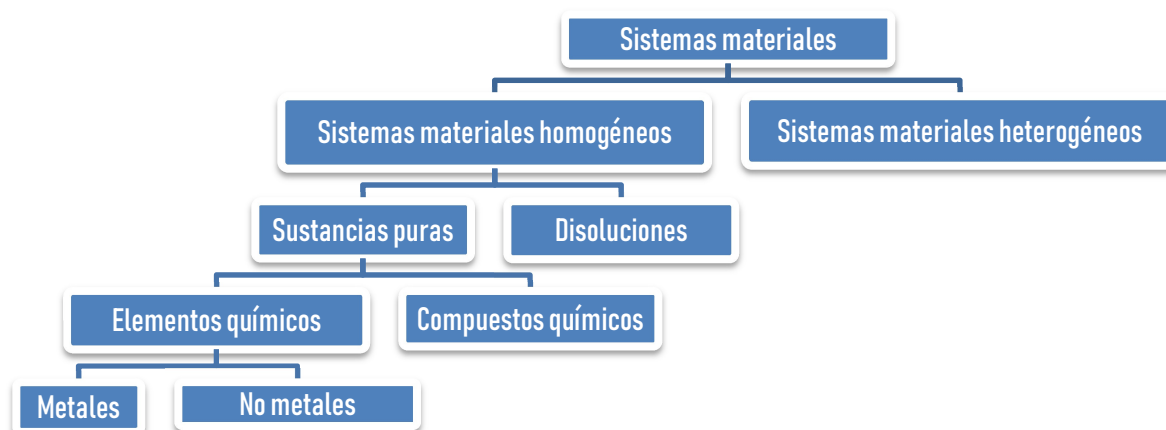 Sistemas materiales
Sistemas materiales homogéneos
Sistemas materiales heterogéneos
Sustancias puras
Disoluciones
Elementos químicos
Compuestos químicos
Metales
No metales